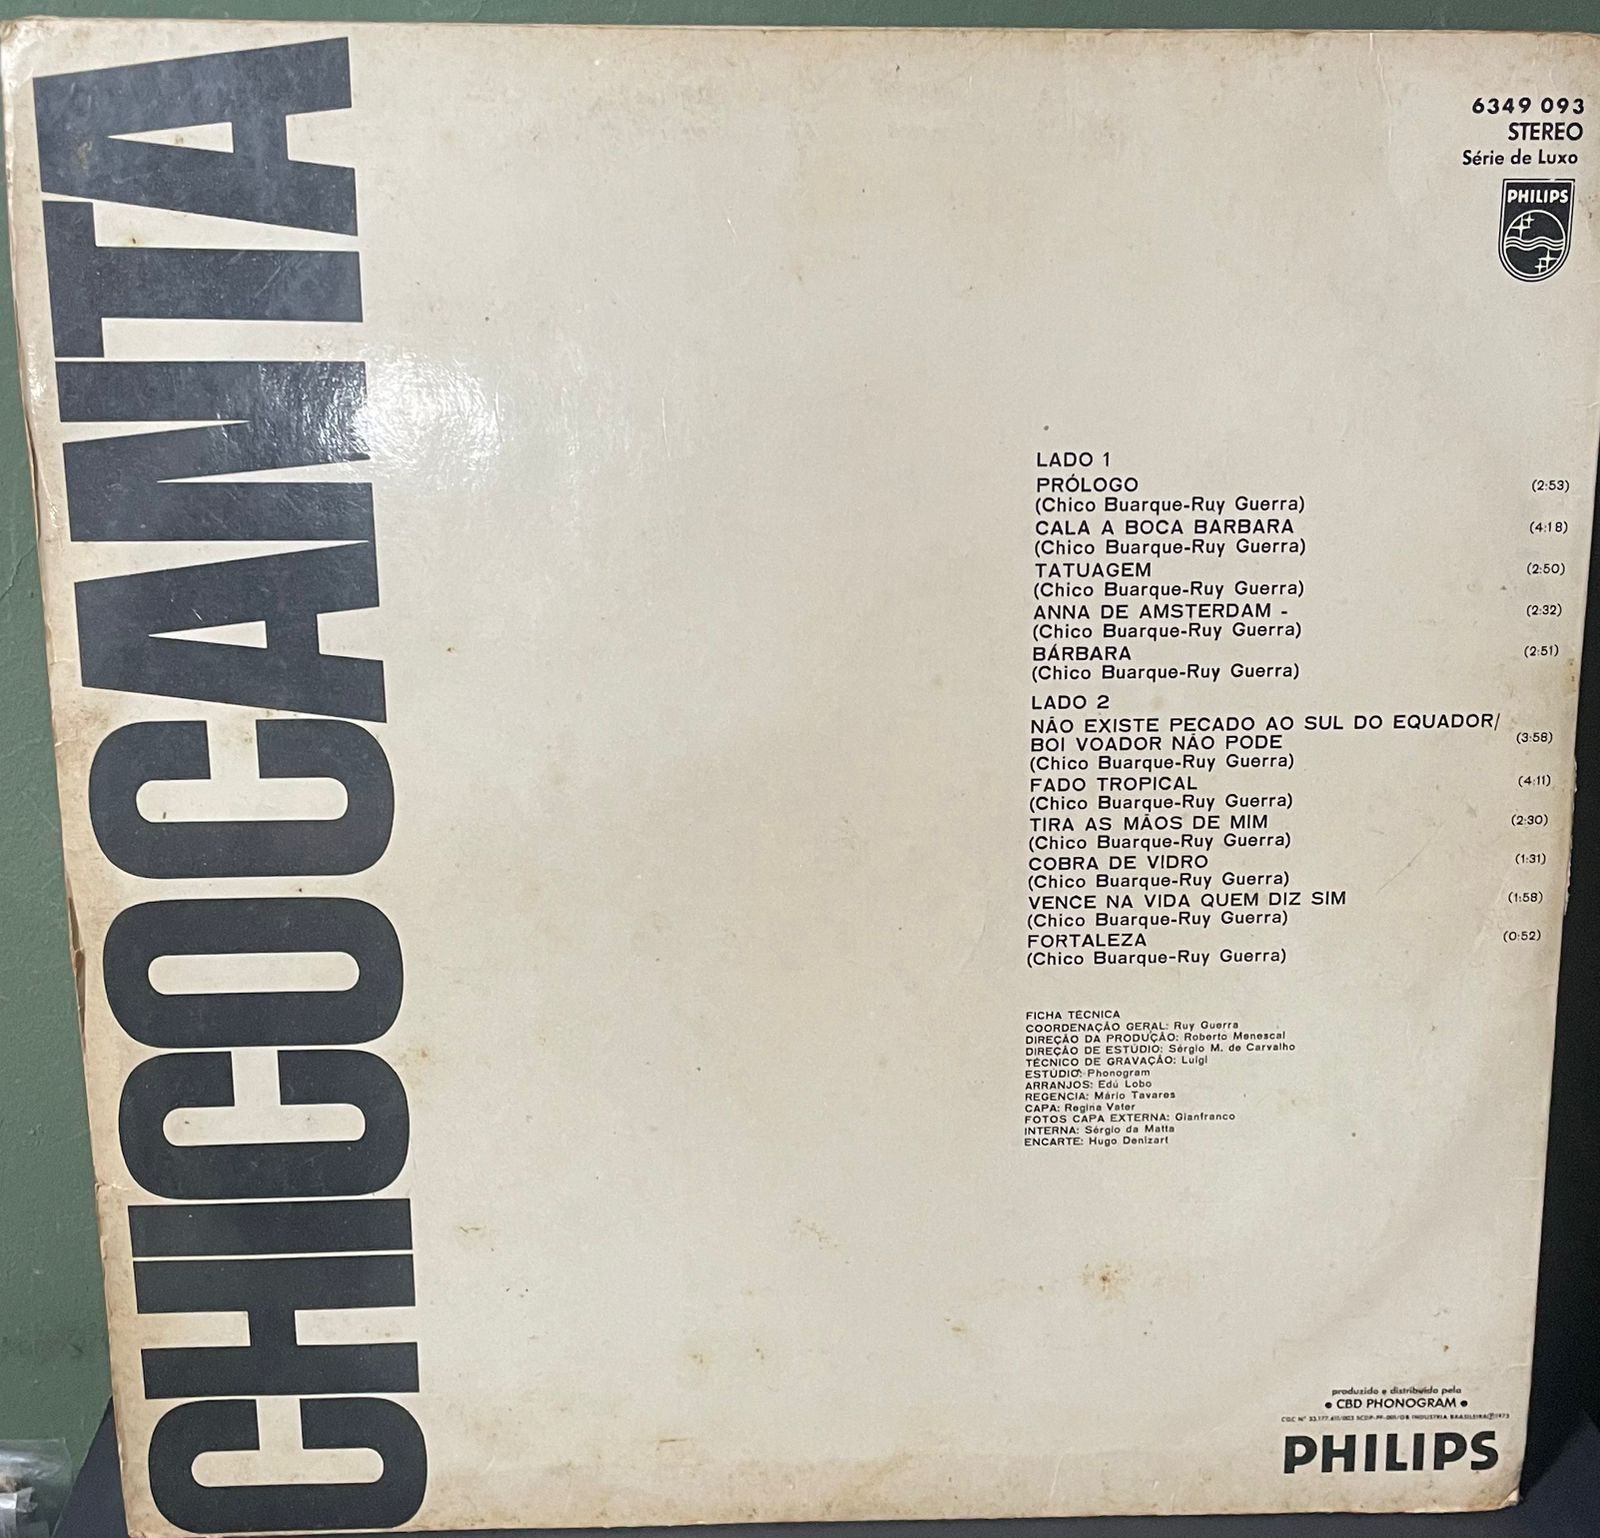 CHICOCANTA
6349 093
STEREO
Série de Luxo
PHILIPS
LADO 1
PRÓLOGO (2:53)
(Chico Buarque-Ruy Guerra)
CALA A BOCA BARBARA (4:18)
(Chico Buarque-Ruy Guerra)
TATUAGEM (2:50)
(Chico Buarque-Ruy Guerra)
ANNA DE AMSTERDAM - (2:32)
(Chico Buarque-Ruy Guerra)
BÁRBARA (2:51)
(Chico Buarque-Ruy Guerra)
LADO 2
NÃO EXISTE PECADO AO SUL DO EQUADOR/
BOI VOADOR NÃO PODE (3:58)
(Chico Buarque-Ruy Guerra)
FADO TROPICAL (4:11)
(Chico Buarque-Ruy Guerra)
TIRA AS MÃOS DE MIM (2:30)
(Chico Buarque-Ruy Guerra)
COBRA DE VIDRO (1:31)
(Chico Buarque-Ruy Guerra)
VENCE NA VIDA QUEM DIZ SIM (1:58)
(Chico Buarque-Ruy Guerra)
FORTALEZA (0:52)
(Chico Buarque-Ruy Guerra)
FICHA TÉCNICA
COORDENAÇÃO GERAL: Ruy Guerra
DIREÇÃO DA PRODUÇÃO: Roberto Menescal
DIREÇÃO DE ESTÚDIO: Sérgio M. de Carvalho
TÉCNICO DE GRAVAÇÃO: Luigi
ESTÚDIO: Phonogram
ARRANJOS: Edú Lobo
REGENCIA: Mário Tavares
CAPA: Regina Vater
FOTOS CAPA EXTERNA: Gianfranco
INTERNA: Sérgio da Matta
ENCARTE: Hugo Denizart
produzido e distribuído pela
• CBD PHONOGRAM •
INDUSTRIA BRASILEIRA Ⓟ 1973
PHILIPS